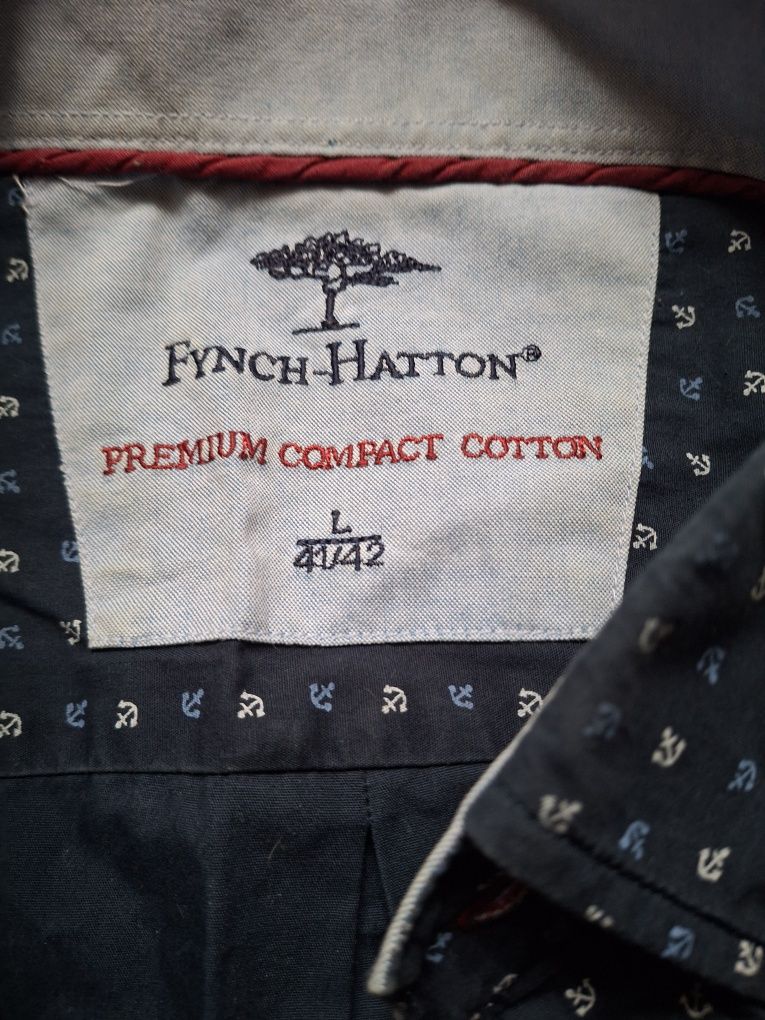 FYNCH-HATTON®
PREMIUM COMPACT COTTON
L
41/42